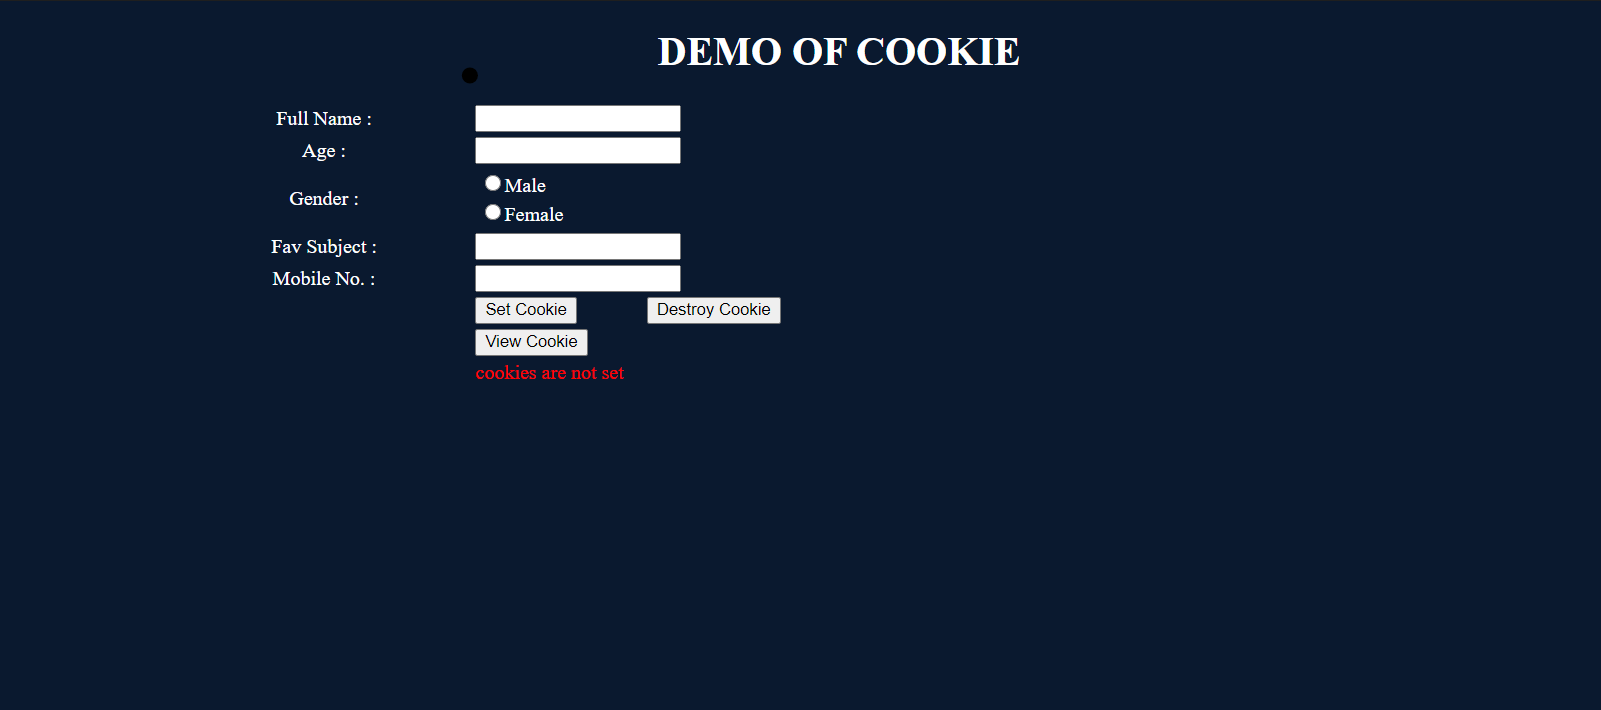 DEMO OF COOKIE
Full Name :
Age :
Gender :
Male
Female
Fav Subject :
Mobile No. :
Set Cookie Destroy Cookie
View Cookie
cookies are not set